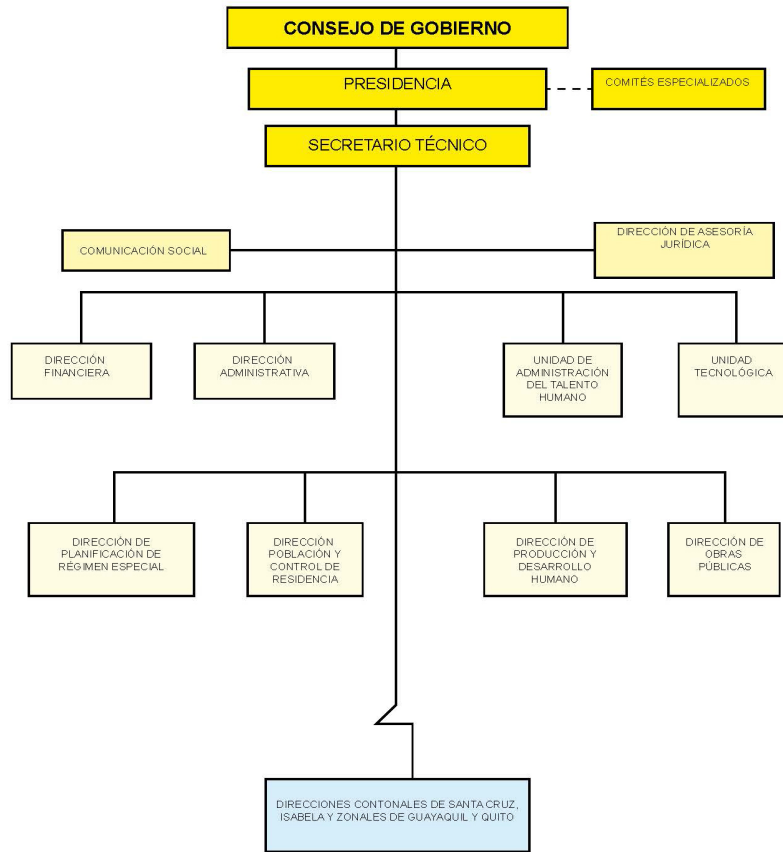 CONSEJO DE GOBIERNO
PRESIDENCIA
COMITÉS ESPECIALIZADOS
SECRETARIO TÉCNICO
COMUNICACIÓN SOCIAL
DIRECCIÓN DE ASESORÍA
JURÍDICA
DIRECCIÓN
FINANCIERA
DIRECCIÓN
ADMINISTRATIVA
UNIDAD DE
ADMINISTRACIÓN
DEL TALENTO
HUMANO
UNIDAD
TECNOLÓGICA
DIRECCIÓN DE
PLANIFICACIÓN DE
RÉGIMEN ESPECIAL
DIRECCIÓN
POBLACIÓN Y
CONTROL DE
RESIDENCIA
DIRECCIÓN DE
PRODUCCIÓN Y
DESARROLLO
HUMANO
DIRECCIÓN DE
OBRAS
PÚBLICAS
DIRECCIONES CONTONALES DE SANTA CRUZ,
ISABELA Y ZONALES DE GUAYAQUIL Y QUITO